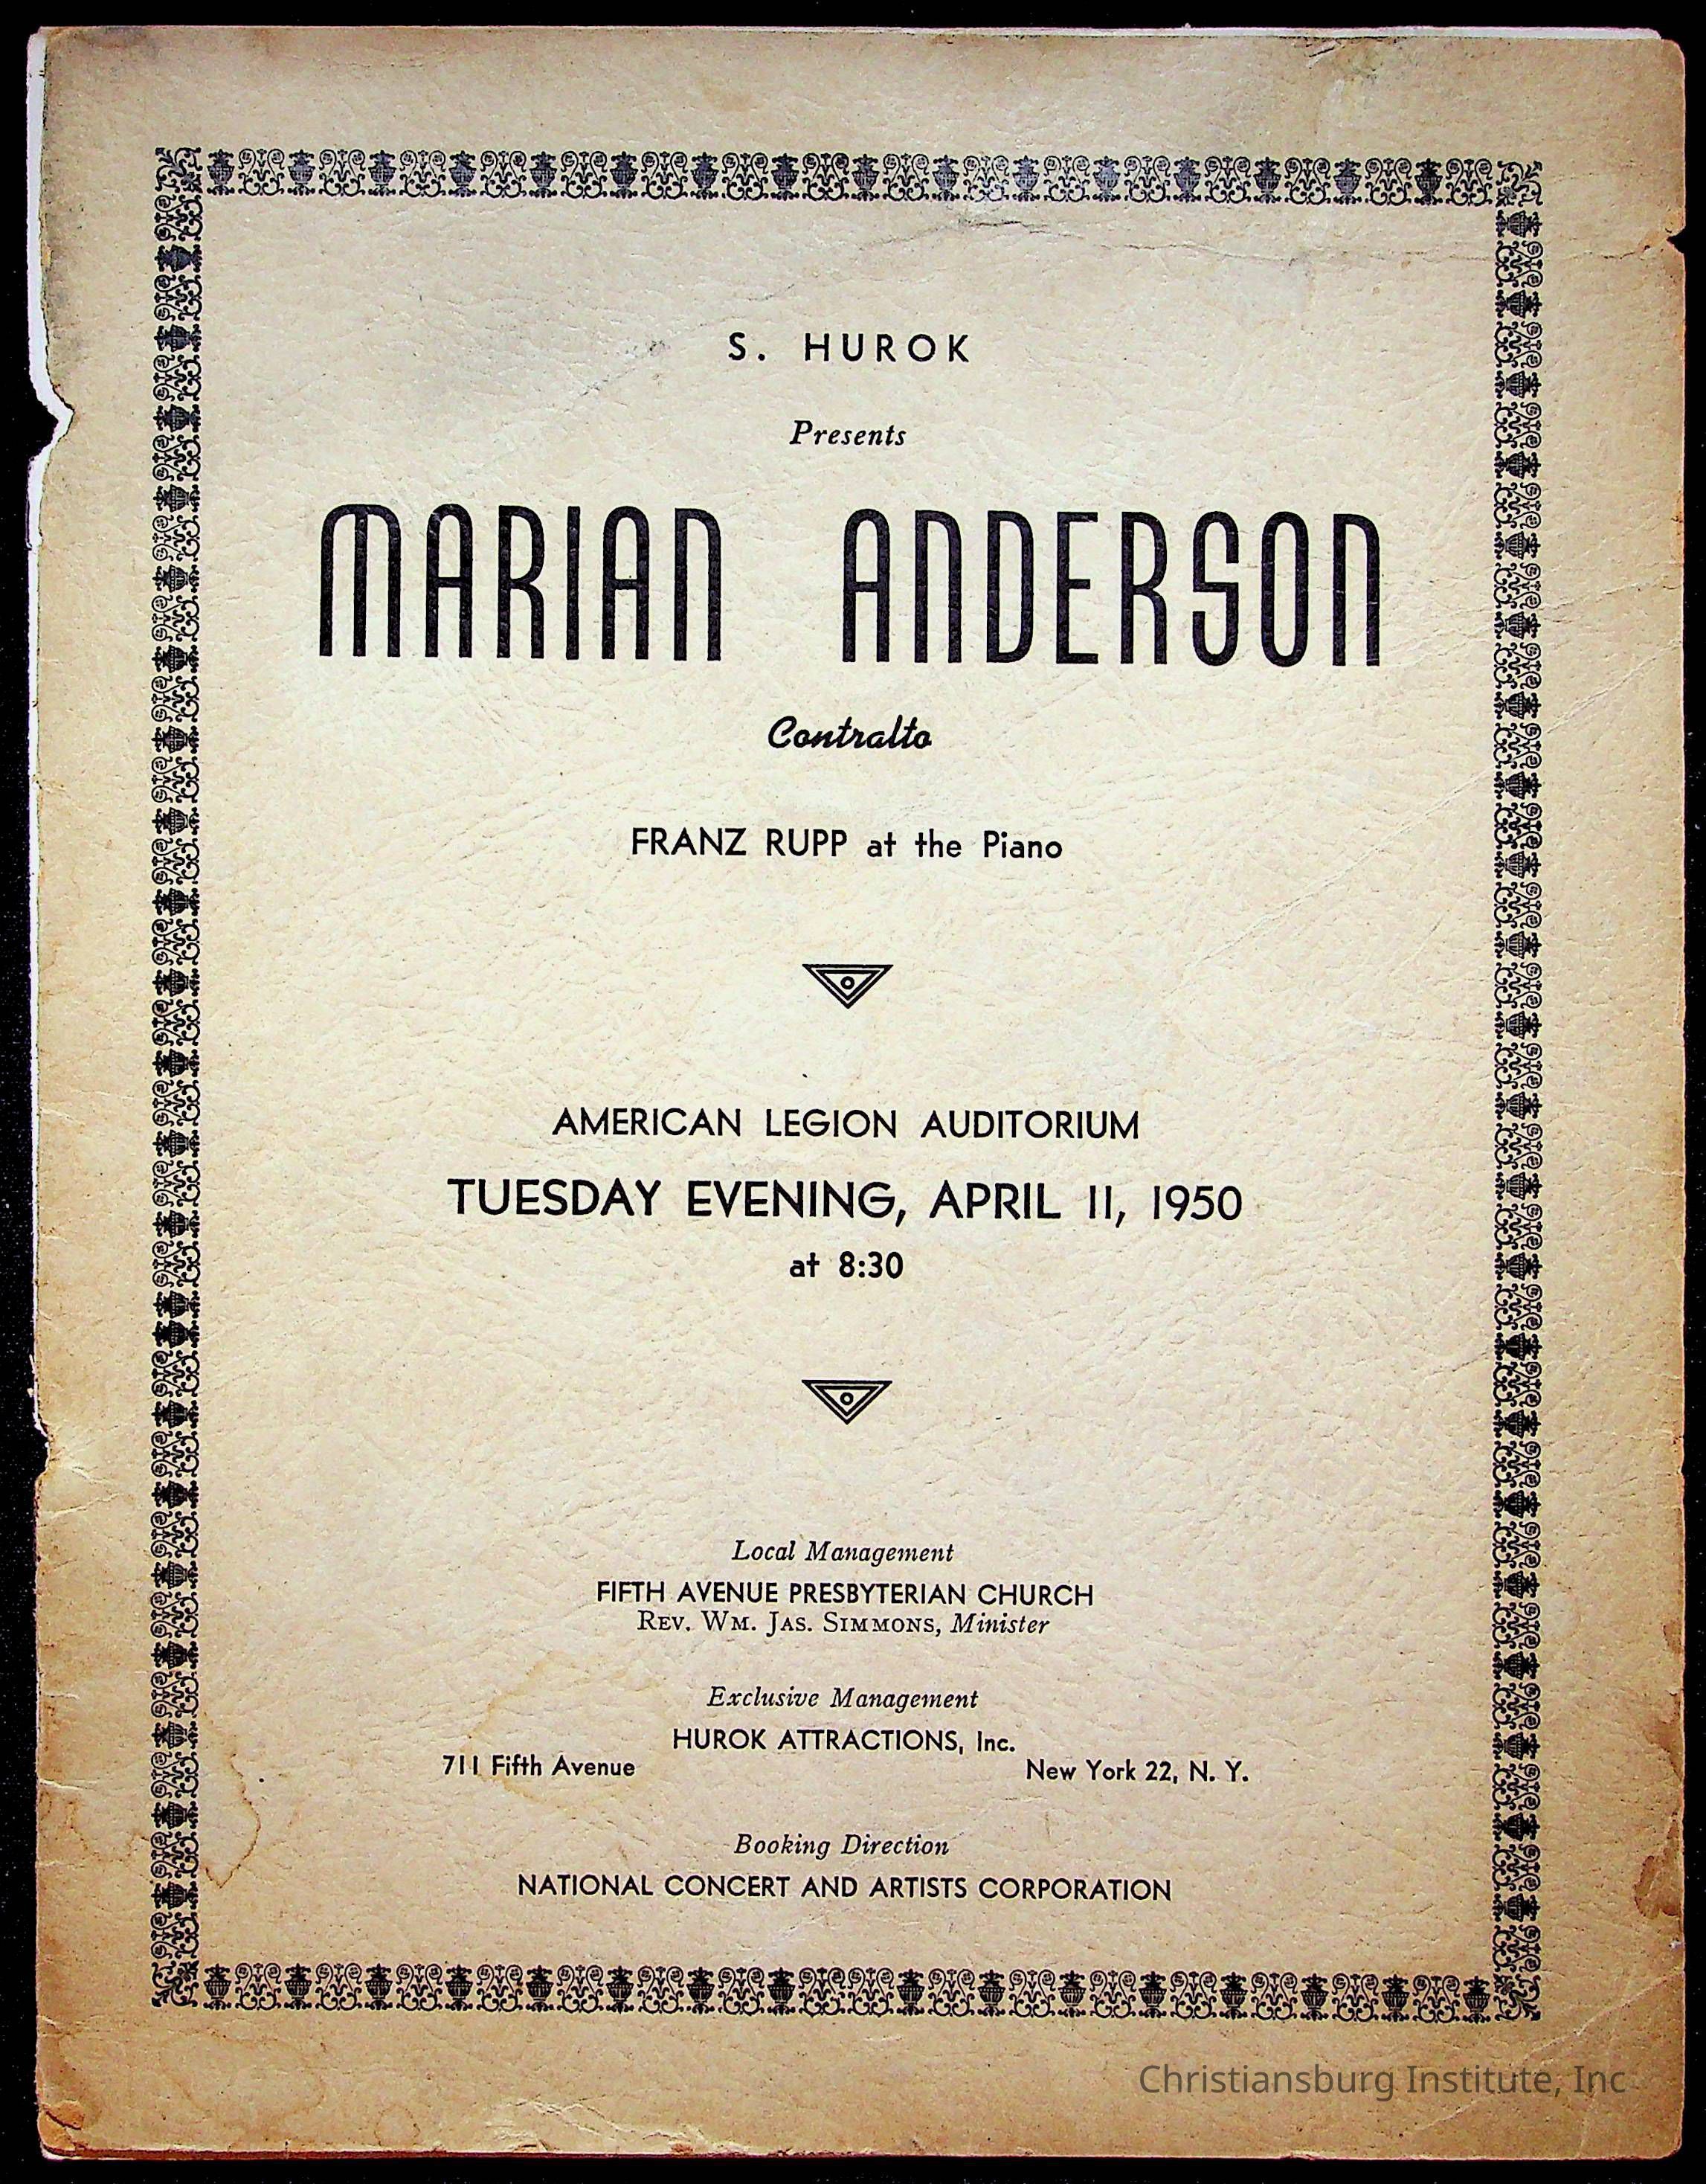 S. HUROK
Presents
MARIAN ANDERSON
Contralto
FRANZ RUPP at the Piano
AMERICAN LEGION AUDITORIUM
TUESDAY EVENING, APRIL 11, 1950
at 8:30
Local Management
FIFTH AVENUE PRESBYTERIAN CHURCH
REV. WM. JAS. SIMMONS, Minister
Exclusive Management
HUROK ATTRACTIONS, Inc.
711 Fifth Avenue New York 22, N. Y.
Booking Direction
NATIONAL CONCERT AND ARTISTS CORPORATION
Christiansburg Institute, Inc